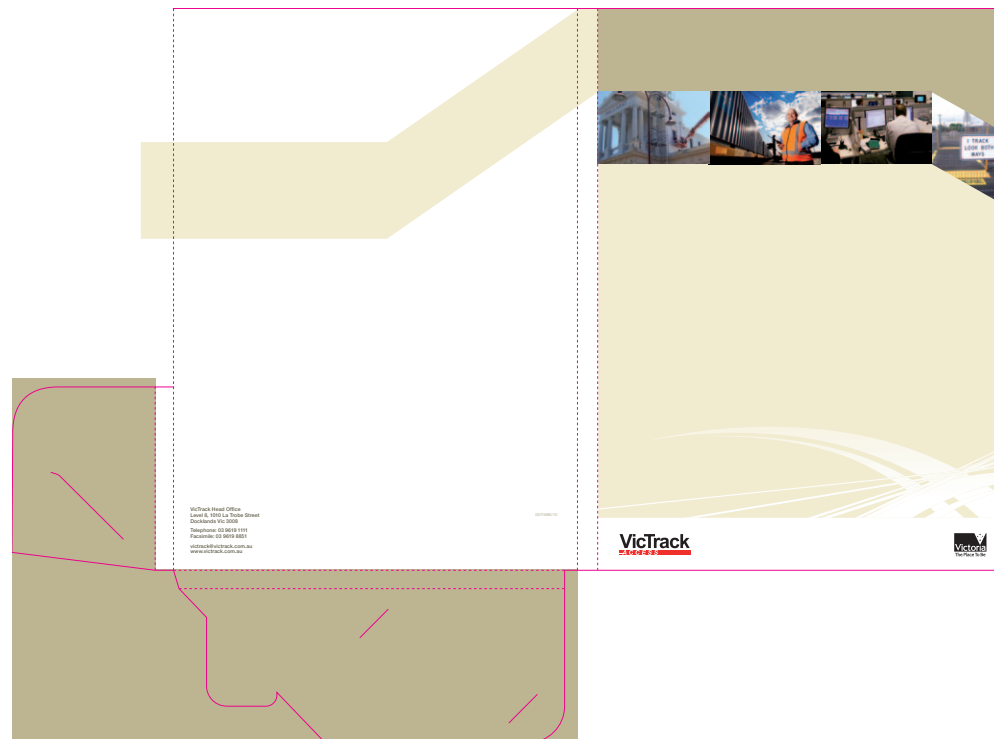 1 TRACK
LOOK BOTH
WAYS
VicTrack Head Office
Level 8, 1010 La Trobe Street
Docklands Vic 3008
Telephone: 03 9619 1111
Facsimile: 03 9619 8851
victrack@victrack.com.au
www.victrack.com.au
VicTrack
ACCESS
Victoria
The Place To Be